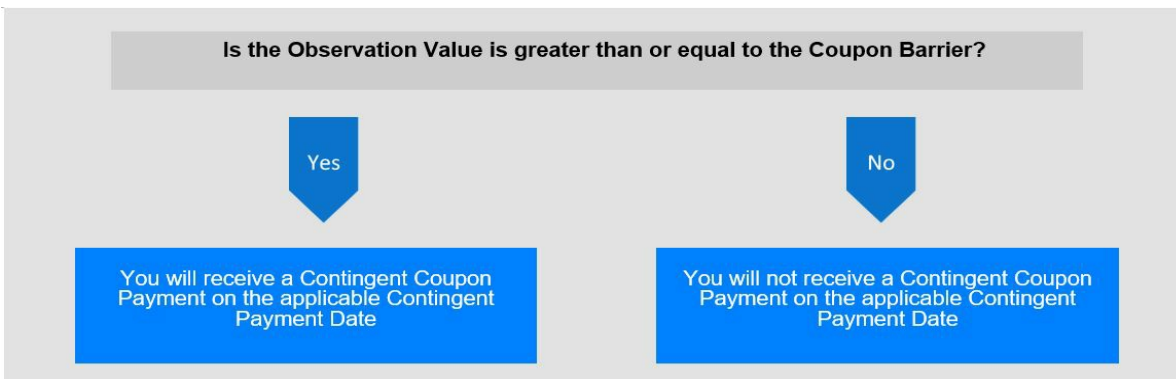 Is the Observation Value is greater than or equal to the Coupon Barrier?
Yes
No
You will receive a Contingent Coupon
Payment on the applicable Contingent
Payment Date
You will not receive a Contingent Coupon
Payment on the applicable Contingent
Payment Date